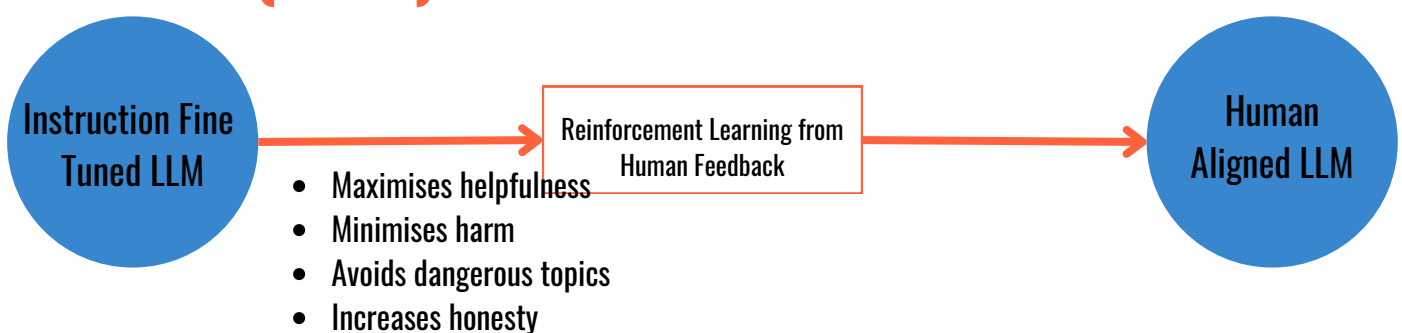 Instruction Fine
Tuned LLM
Reinforcement Learning from
Human Feedback
Human
Aligned LLM
• Maximises helpfulness
• Minimises harm
• Avoids dangerous topics
• Increases honesty